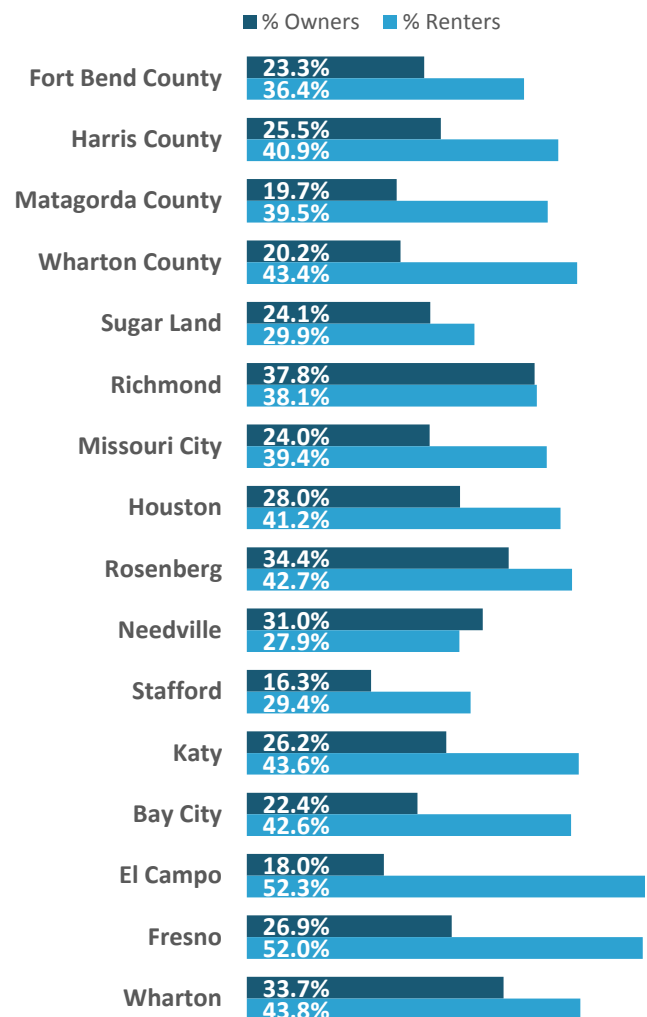 % Owners % Renters
Fort Bend County
23.3%
36.4%
Harris County
25.5%
40.9%
Matagorda County
19.7%
39.5%
Wharton County
20.2%
43.4%
Sugar Land
24.1%
29.9%
Richmond
37.8%
38.1%
Missouri City
24.0%
39.4%
Houston
28.0%
41.2%
Rosenberg
34.4%
42.7%
Needville
31.0%
27.9%
Stafford
16.3%
29.4%
Katy
26.2%
43.6%
Bay City
22.4%
42.6%
El Campo
18.0%
52.3%
Fresno
26.9%
52.0%
Wharton
33.7%
43.8%